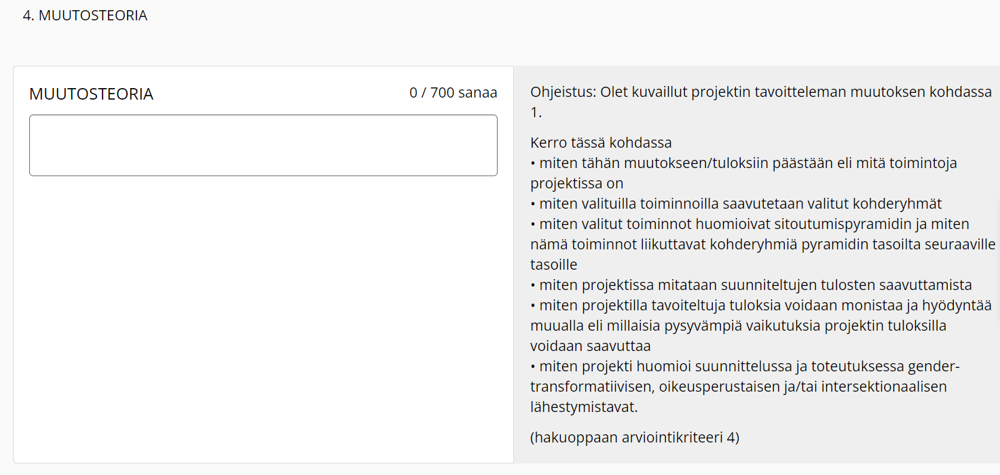 4. MUUTOSTEORIA
MUUTOSTEORIA
0 / 700 sanaa
Ohjeistus: Olet kuvaillut projektin tavoitteleman muutoksen kohdassa
1.
Kerro tässä kohdassa
• miten tähän muutokseen/tuloksiin päästään eli mitä toimintoja
projektissa on
• miten valituilla toiminnoilla saavutetaan valitut kohderyhmät
• miten valitut toiminnot huomioivat sitoutumispyramidin ja miten
nämä toiminnot liikuttavat kohderyhmiä pyramidin tasoilta seuraaville
tasoille
• miten projektissa mitataan suunniteltujen tulosten saavuttamista
• miten projektilla tavoiteltuja tuloksia voidaan monistaa ja hyödyntää
muualla eli millaisia pysyvämpiä vaikutuksia projektin tuloksilla
voidaan saavuttaa
• miten projekti huomioi suunnittelussa ja toteutuksessa gender-
transformatiivisen, oikeusperustaisen ja/tai intersektionaalisen
lähestymistavat.
(hakuoppaan arviointikriteeri 4)